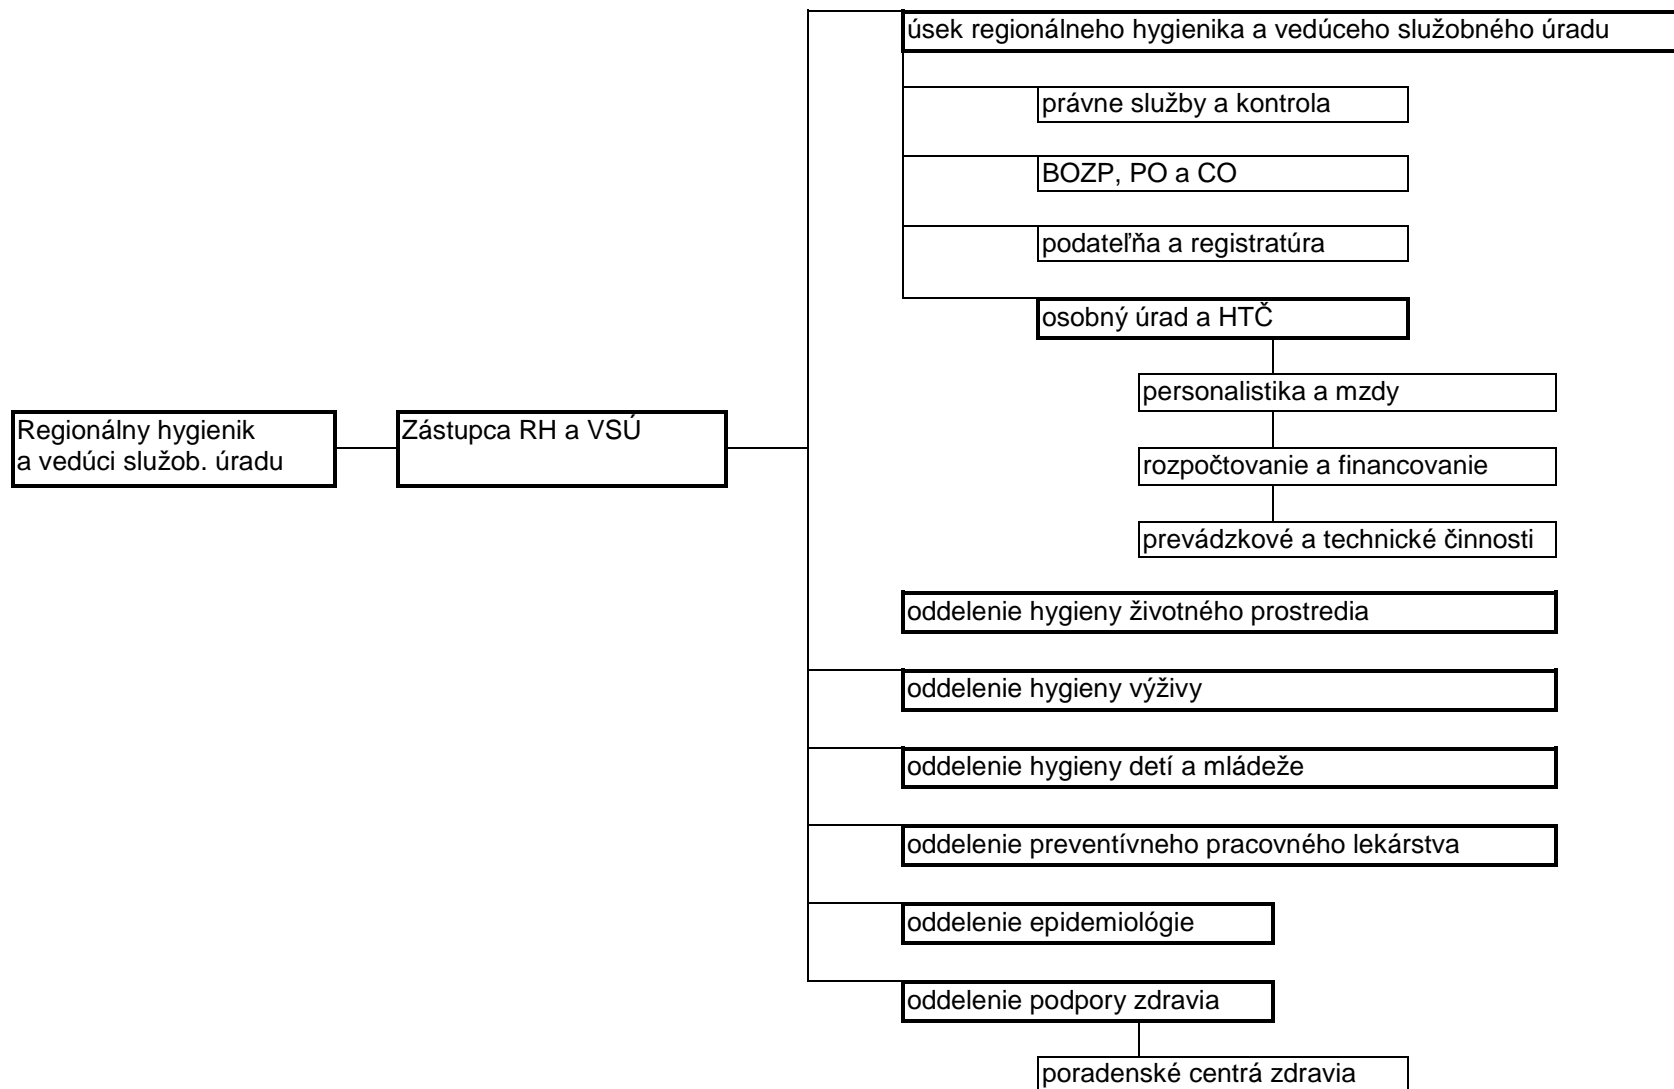 úsek regionálneho hygienika a vedúceho služobného úradu
právne služby a kontrola
BOZP, PO a CO
podateľňa a registratúra
osobný úrad a HTČ
personalistika a mzdy
Regionálny hygienik
a vedúci služob. úradu
Zástupca RH a VSÚ
rozpočtovanie a financovanie
prevádzkové a technické činnosti
oddelenie hygieny životného prostredia
oddelenie hygieny výživy
oddelenie hygieny detí a mládeže
oddelenie preventívneho pracovného lekárstva
oddelenie epidemiológie
oddelenie podpory zdravia
poradenské centrá zdravia